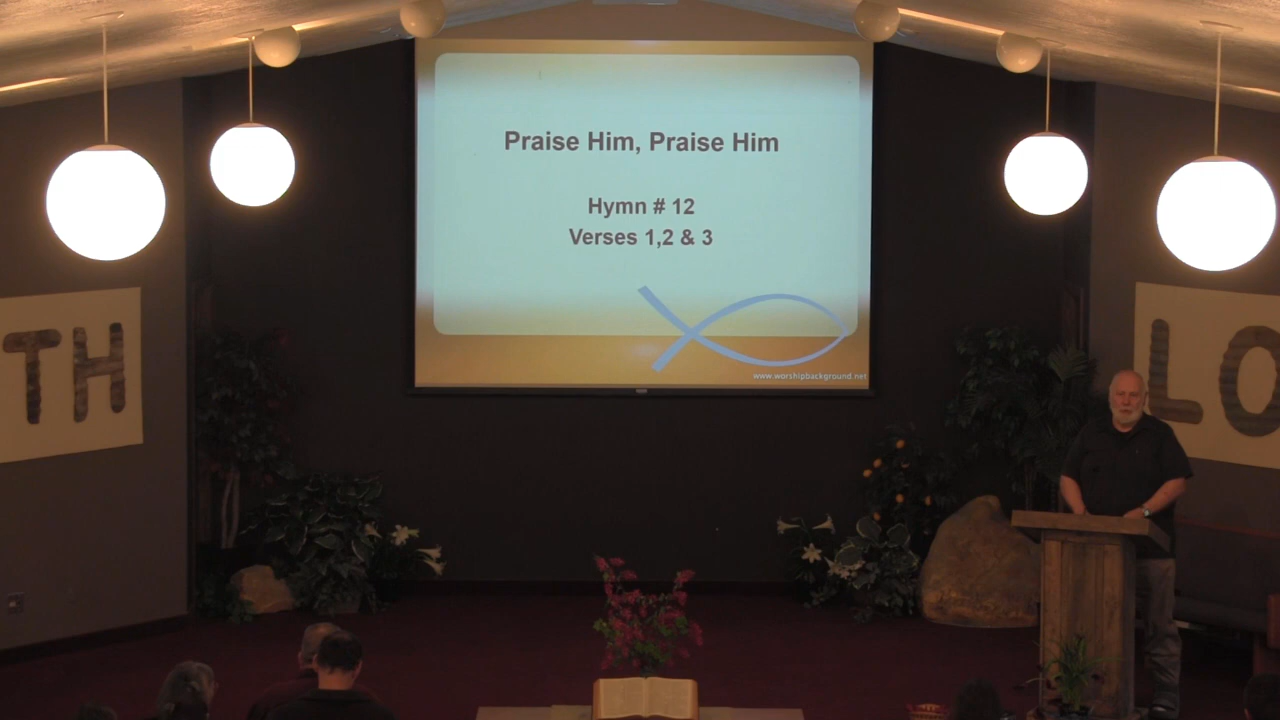 Praise Him, Praise Him
Hymn # 12
Verses 1,2 & 3
www.worshipbackground.net
TH
LO